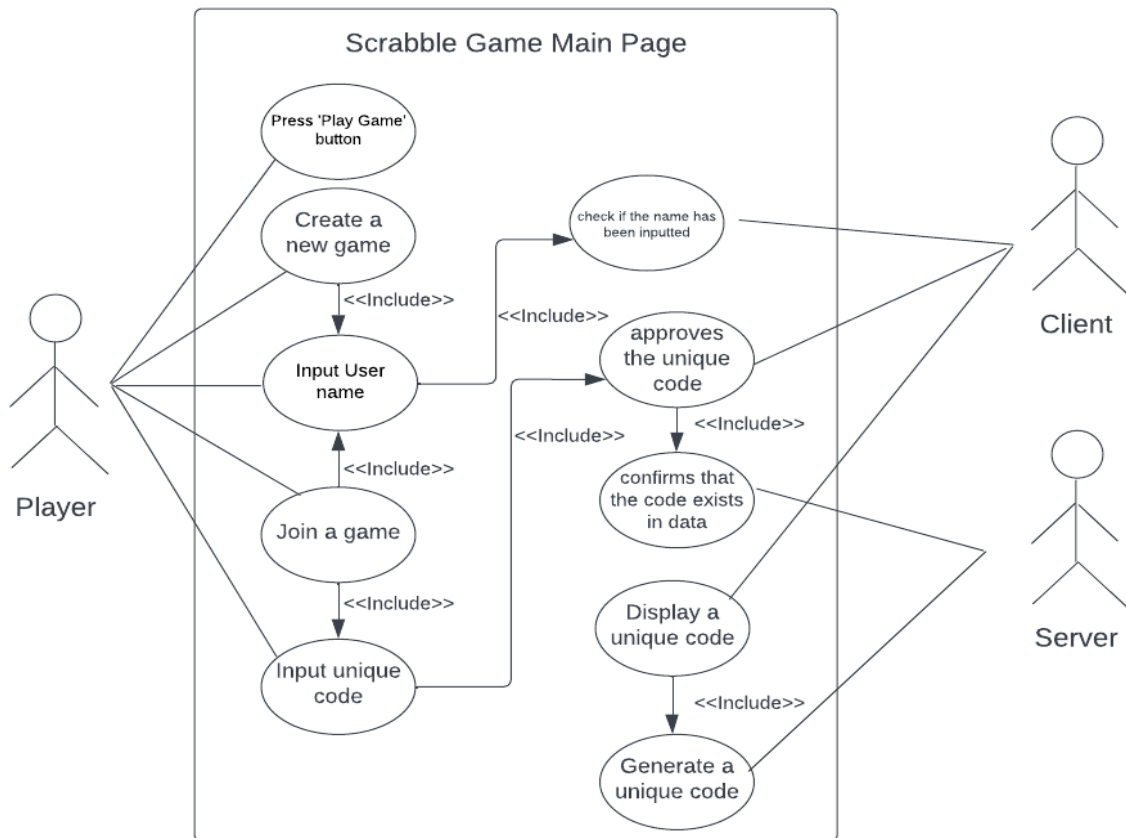 Scrabble Game Main Page
Press 'Play Game'
button
Create a
new game
<<Include>>
Input User
name
<<Include>>
Join a game
<<Include>>
Input unique
code
check if the name has
been inputted
<<Include>>
approves
the unique
code
<<Include>>
<<Include>>
confirms that
the code exists
in data
Display a
unique code
<<Include>>
Generate a
unique code
Player
Client
Server